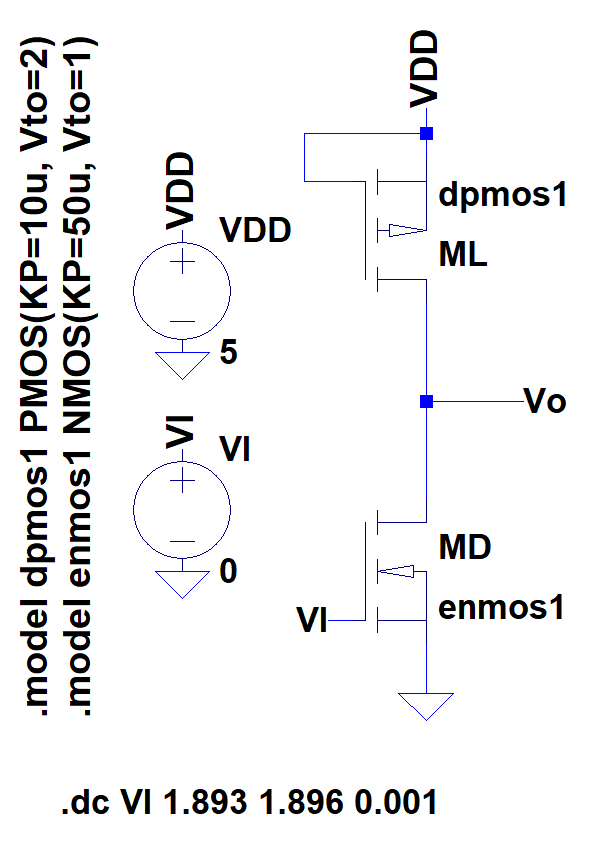 .model dpmos1 PMOS(KP=10u, Vto=2)
.model enmos1 NMOS(KP=50u, Vto=1)
VDD
VDD
5
VI
VI
0
VDD
dpmos1
ML
Vo
MD
enmos1
VI
.dc VI 1.893 1.896 0.001